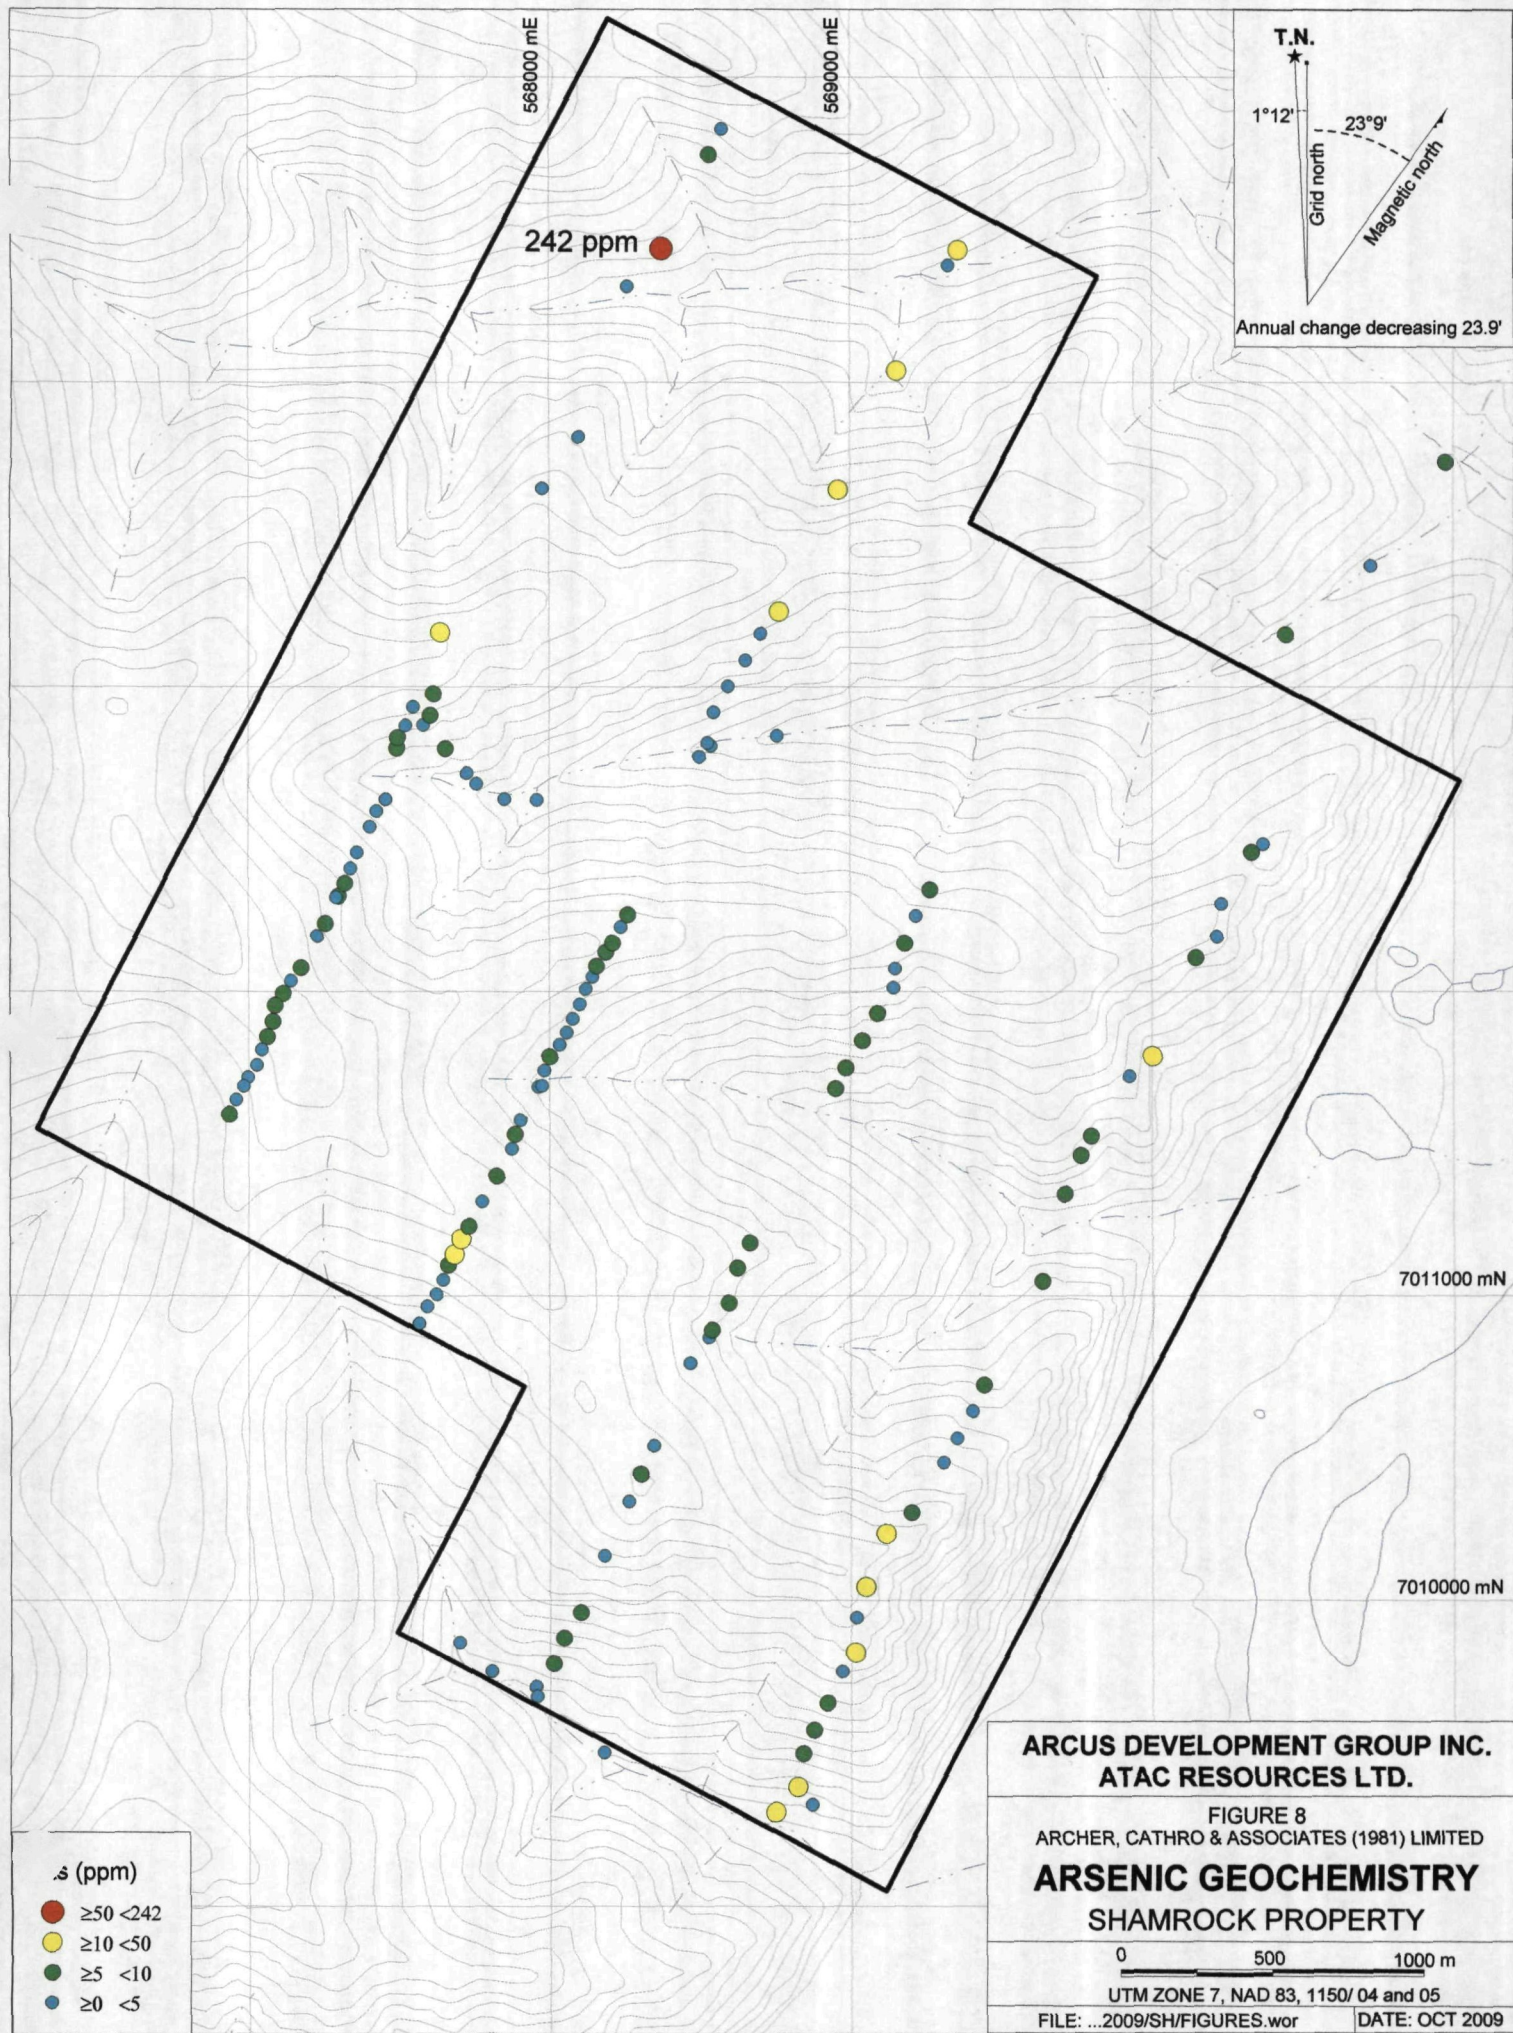 568000 mE
569000 mE
T.N.
1°12'
23°9'
Grid north
Magnetic north
Annual change decreasing 23.9'
242 ppm
7011000 mN
7010000 mN
.s (ppm)
≥50 <242
≥10 <50
≥5 <10
≥0 <5
ARCUS DEVELOPMENT GROUP INC.
ATAC RESOURCES LTD.
FIGURE 8
ARCHER, CATHRO & ASSOCIATES (1981) LIMITED
ARSENIC GEOCHEMISTRY
SHAMROCK PROPERTY
0 500 1000 m
UTM ZONE 7, NAD 83, 115O/ 04 and 05
FILE: ...2009/SH/FIGURES.wor DATE: OCT 2009